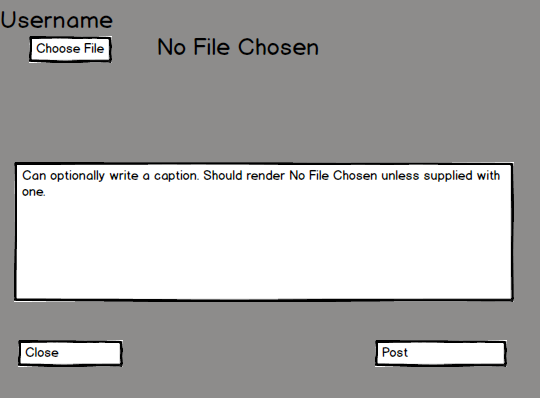 Username
Choose File No File Chosen
Can optionally write a caption. Should render No File Chosen unless supplied with
one.
Close Post